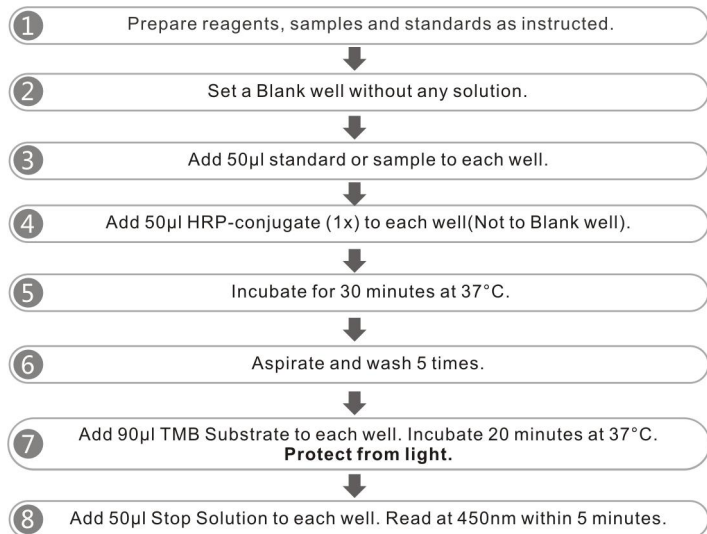 1 Prepare reagents, samples and standards as instructed.
2 Set a Blank well without any solution.
3 Add 50μl standard or sample to each well.
4 Add 50μl HRP-conjugate (1x) to each well(Not to Blank well).
5 Incubate for 30 minutes at 37°C.
6 Aspirate and wash 5 times.
7 Add 90μl TMB Substrate to each well. Incubate 20 minutes at 37°C.
Protect from light.
8 Add 50μl Stop Solution to each well. Read at 450nm within 5 minutes.